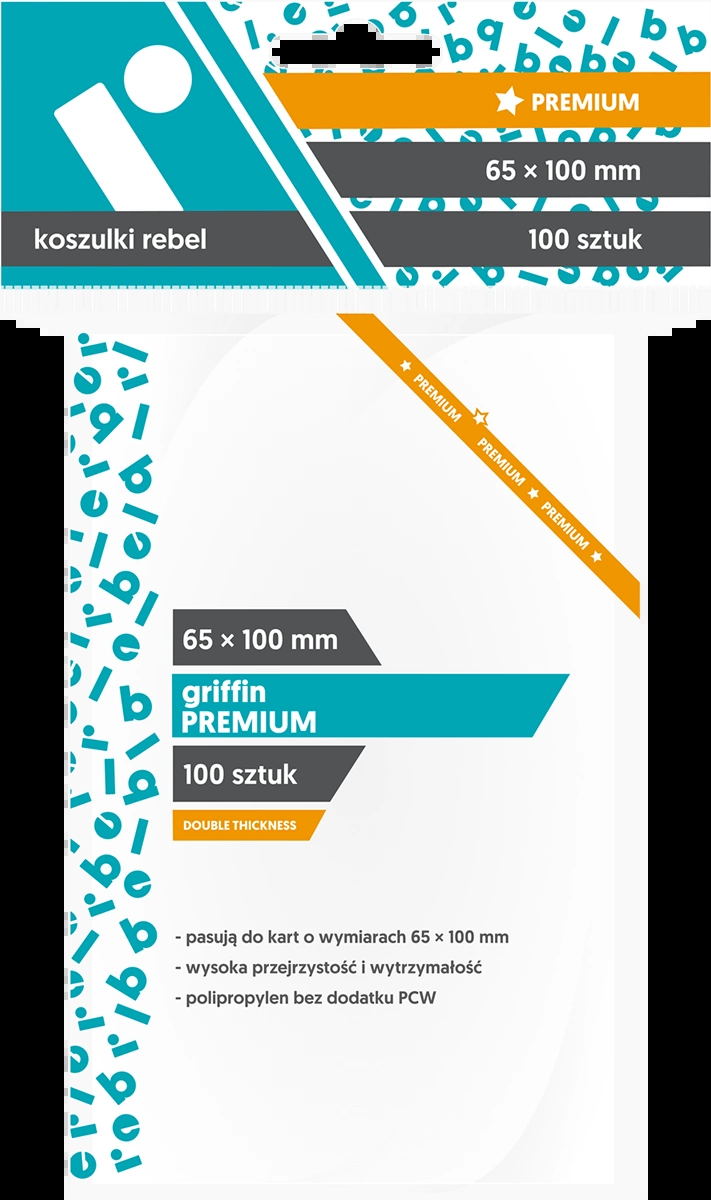 PREMIUM
65 × 100 mm
koszulki rebel
100 sztuk
PREMIUM
PREMIUM
PREMIUM
65 × 100 mm
griffin
PREMIUM
100 sztuk
DOUBLE THICKNESS
- pasują do kart o wymiarach 65 × 100 mm
- wysoka przejrzystość i wytrzymałość
- polipropylen bez dodatku PCW